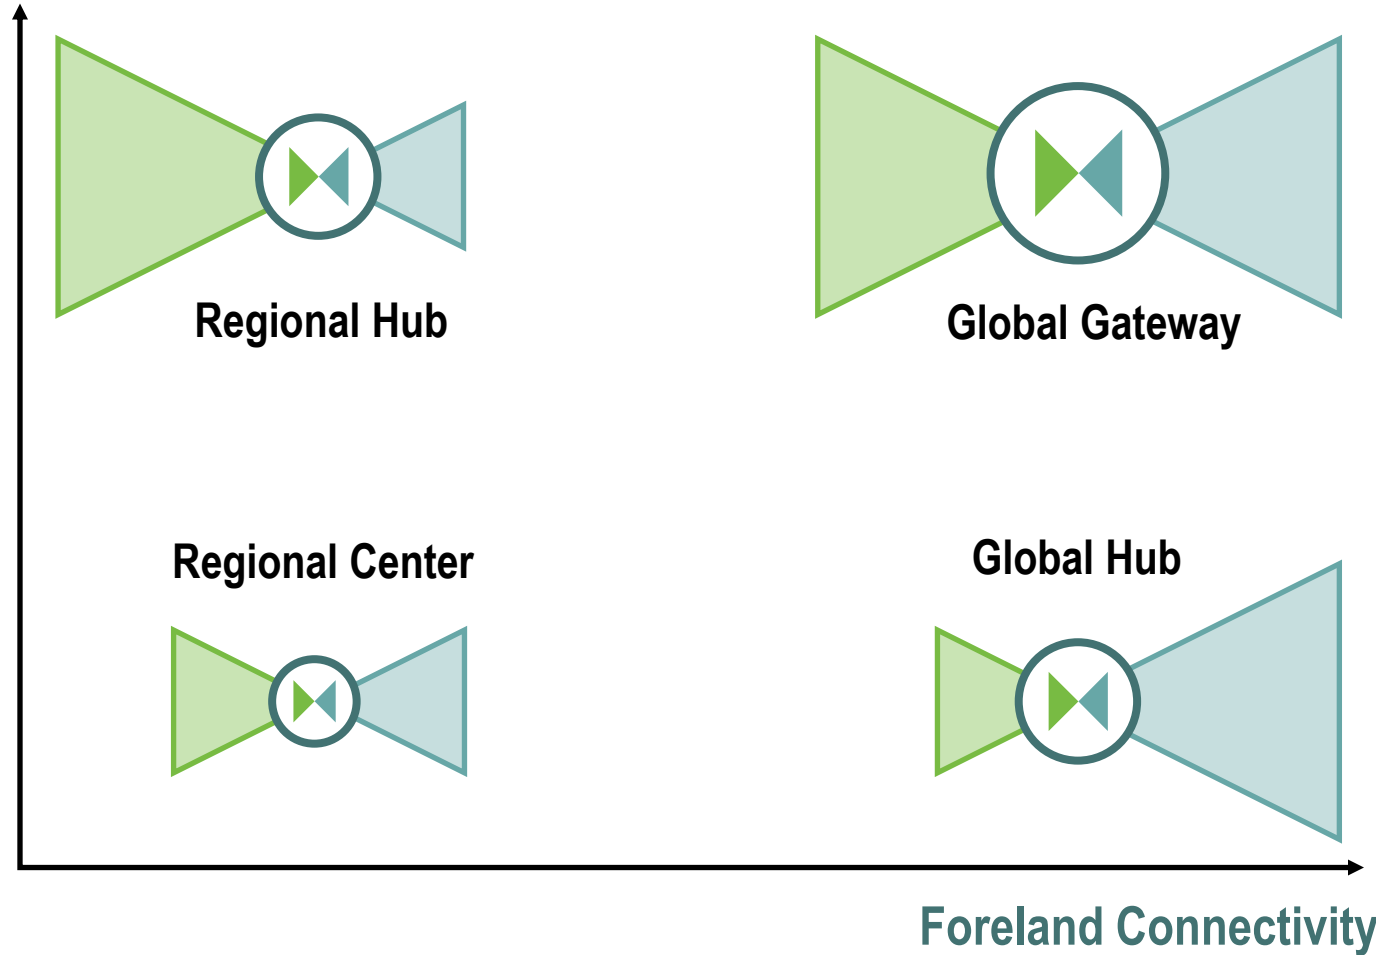 Regional Hub
Global Gateway
Regional Center
Global Hub
Foreland Connectivity